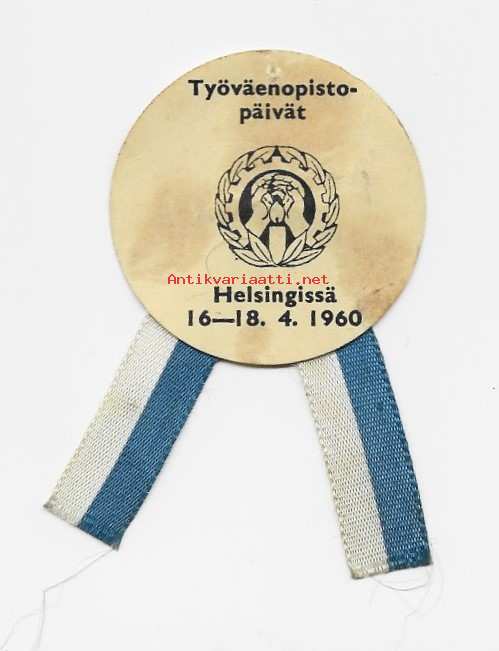 Työväenopisto-
päivät
Antikvariaatti.net
Helsingissä
16—18. 4. 1960